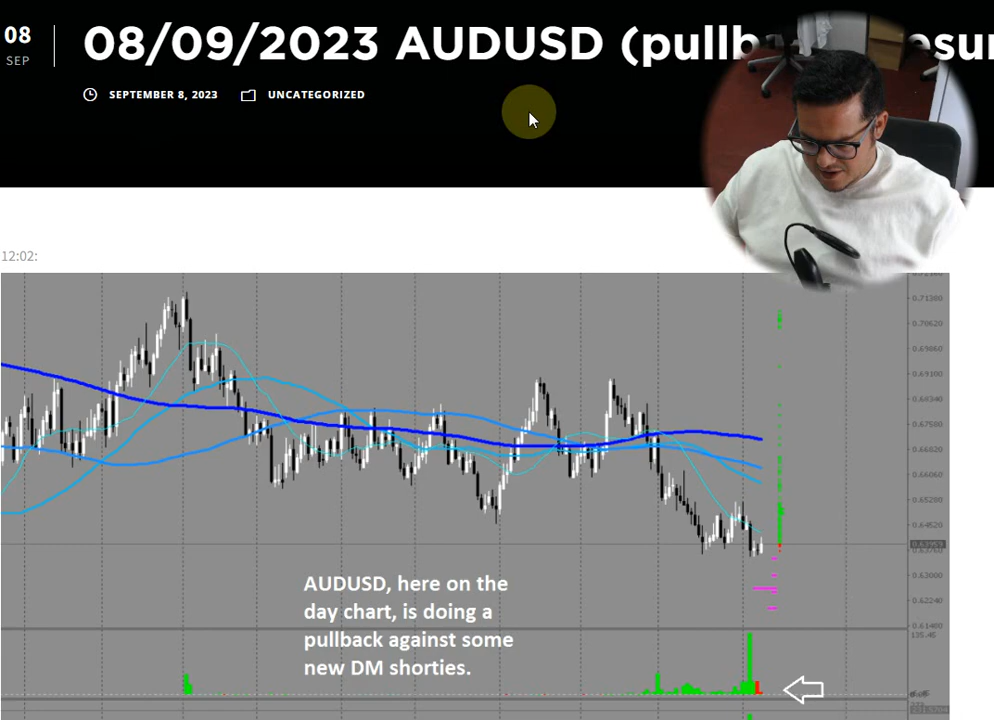 08
SEP
08/09/2023 AUDUSD
SEPTEMBER 8, 2023
UNCATEGORIZED
12:02:
0.71380
0.70620
0.69860
0.69100
0.68340
0.67580
0.66820
0.66060
0.65280
0.64520
0.63760
0.63000
0.62240
0.61480
AUDUSD, here on the
day chart, is doing a
pullback against some
new DM shorties.
135.45